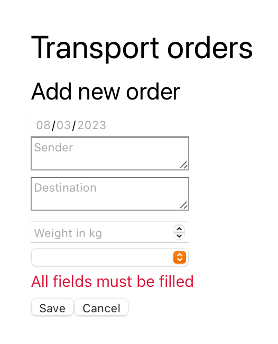 Transport orders
Add new order
08/03/2023
Sender
Destination
Weight in kg
All fields must be filled
Save Cancel